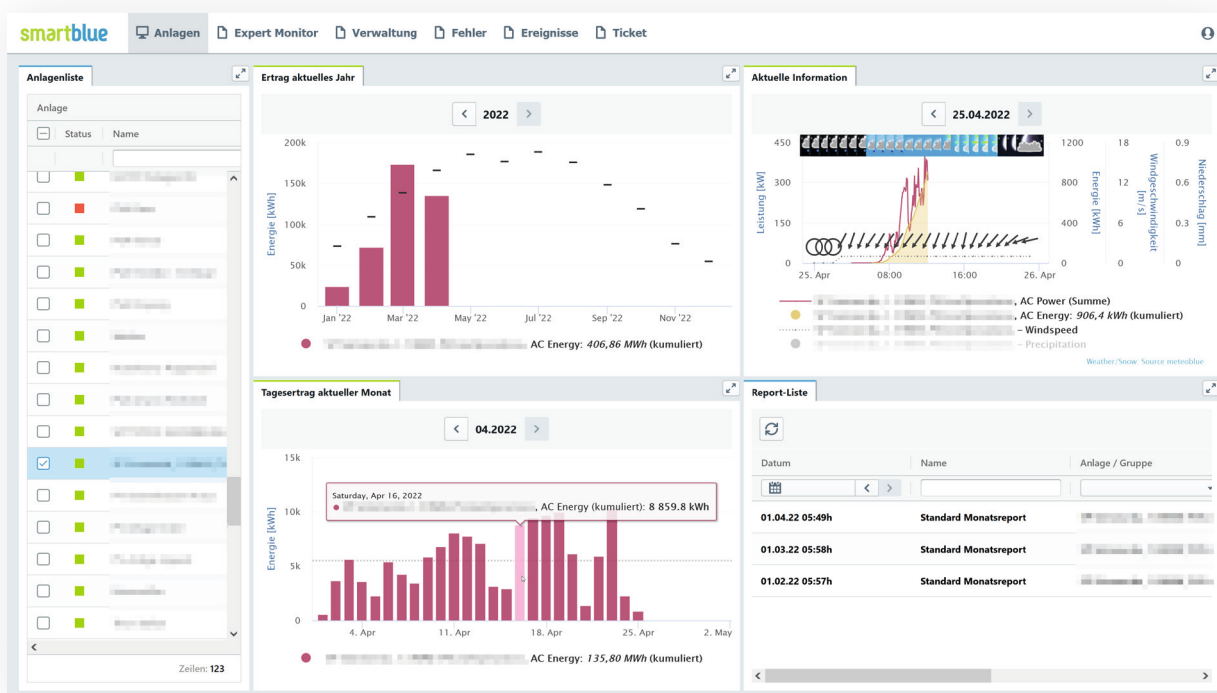 smartblue Anlagen Expert Monitor Verwaltung Fehler Ereignisse Ticket
Anlagenliste
Anlage
Status Name
Zeilen: 123
Ertrag aktuelles Jahr
2022
200k
150k
100k
50k
0
Energie [kWh]
Jan '22 Mar '22 May '22 Jul '22 Sep '22 Nov '22
AC Energy: 406,86 MWh (kumuliert)
Aktuelle Information
25.04.2022
450 1200 18 0.9
300 800 12 0.6
150 400 6 0.3
0 0 0 0
Leistung [kW]
Energie [kWh]
Windgeschwindigkeit
[m/s]
Niederschlag [mm]
25. Apr 08:00 16:00 26. Apr
, AC Power (Summe)
, AC Energy: 906,4 kWh (kumuliert)
– Windspeed
– Precipitation
Weather/Snow: Source meteoblue
Tagesertrag aktueller Monat
04.2022
15k
10k
5k
0
Energie [kWh]
Saturday, Apr 16, 2022
, AC Energy (kumuliert): 8 859.8 kWh
4. Apr 11. Apr 18. Apr 25. Apr 2. May
AC Energy: 135,80 MWh (kumuliert)
Report-Liste
Datum Name Anlage / Gruppe
01.04.22 05:49h Standard Monatsreport
01.03.22 05:58h Standard Monatsreport
01.02.22 05:57h Standard Monatsreport